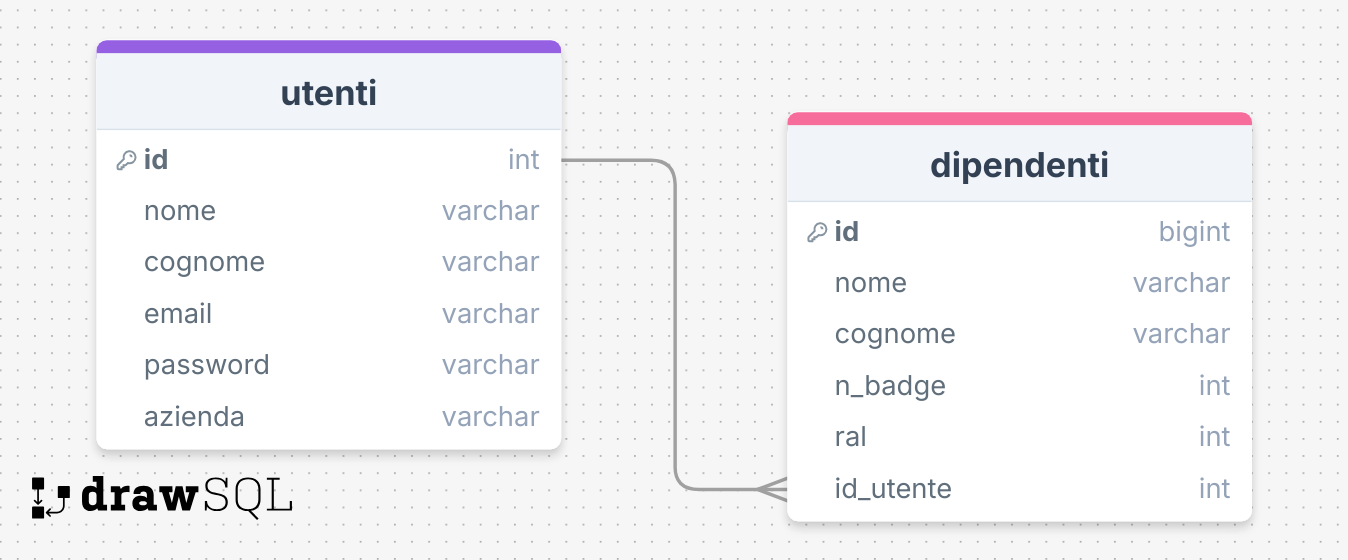 utenti
id int
nome varchar
cognome varchar
email varchar
password varchar
azienda varchar
dipendenti
id bigint
nome varchar
cognome varchar
n_badge int
ral int
id_utente int
drawSQL